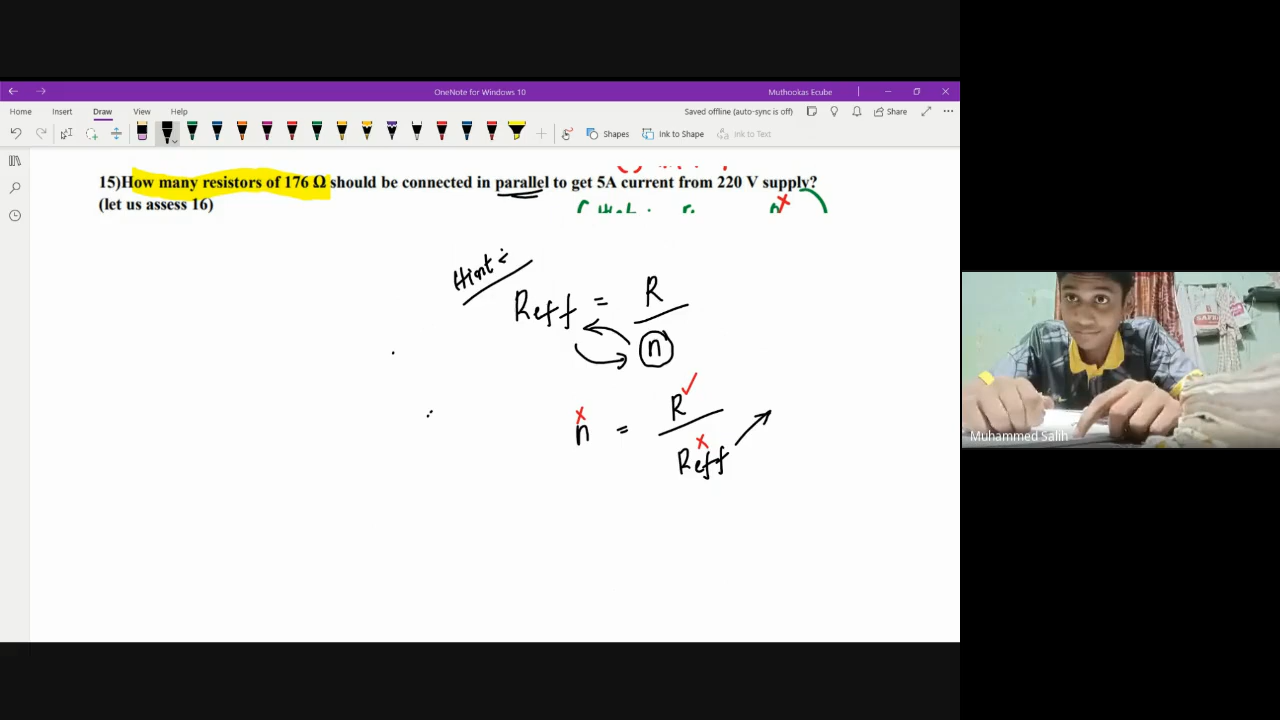 OneNote for Windows 10
Muthookas Ecube
Home Insert Draw View Help
Saved offline (auto-sync is off)
Share
Shapes
Ink to Shape
Ink to Text
15)How many resistors of 176 Ω should be connected in parallel to get 5A current from 220 V supply?
(let us assess 16)
Hint:
Reff = R
n
n = R
Reff
Muhammed Salih